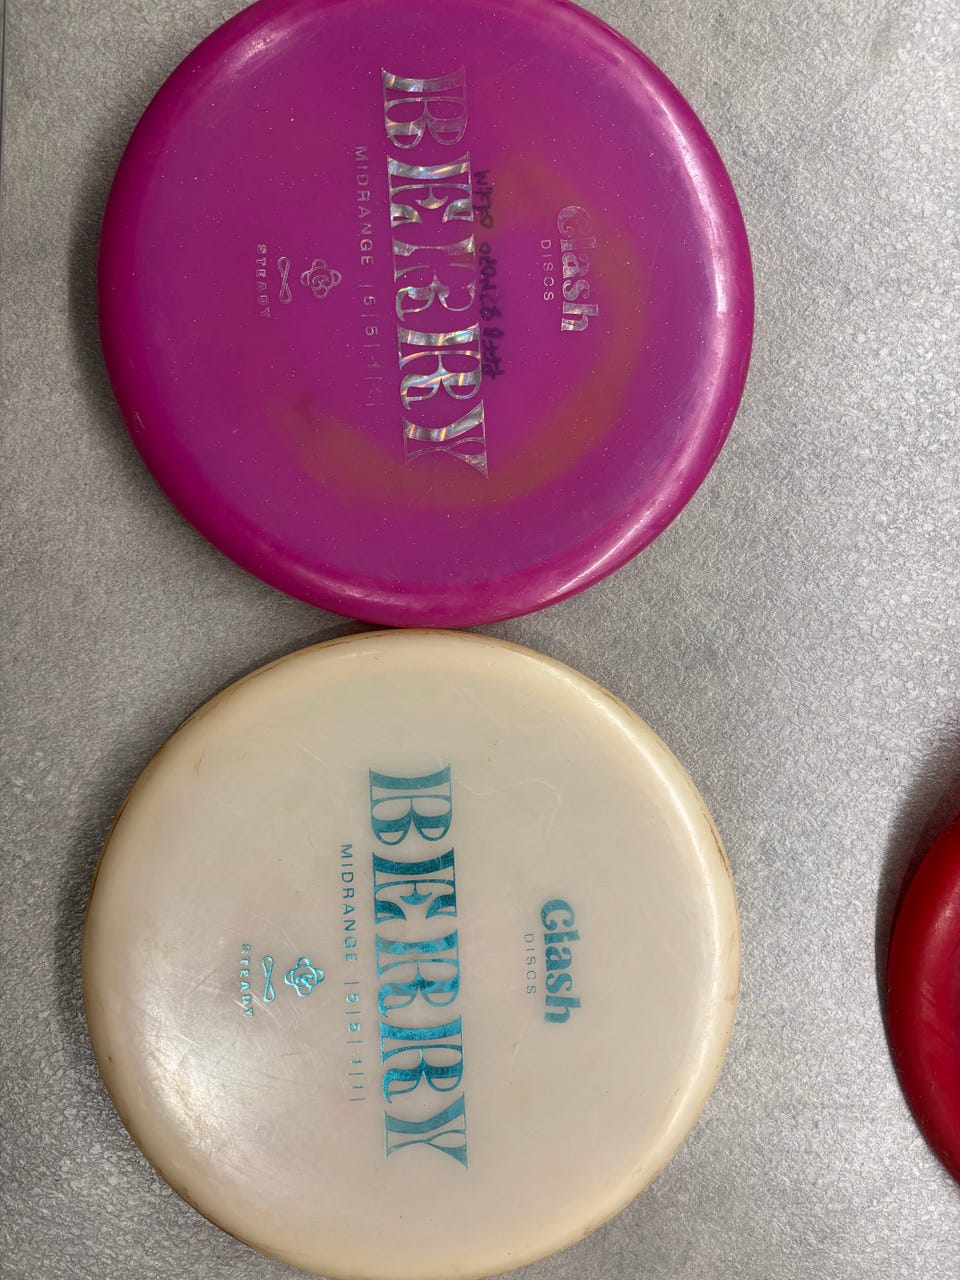 Clash
DISCS
BERRY
MIDRANGE | 5 | 5 | -1 | 1 |
STEADY
Clash
DISCS
BERRY
MIDRANGE | 5 | 5 | -1 | 1 |
STEADY